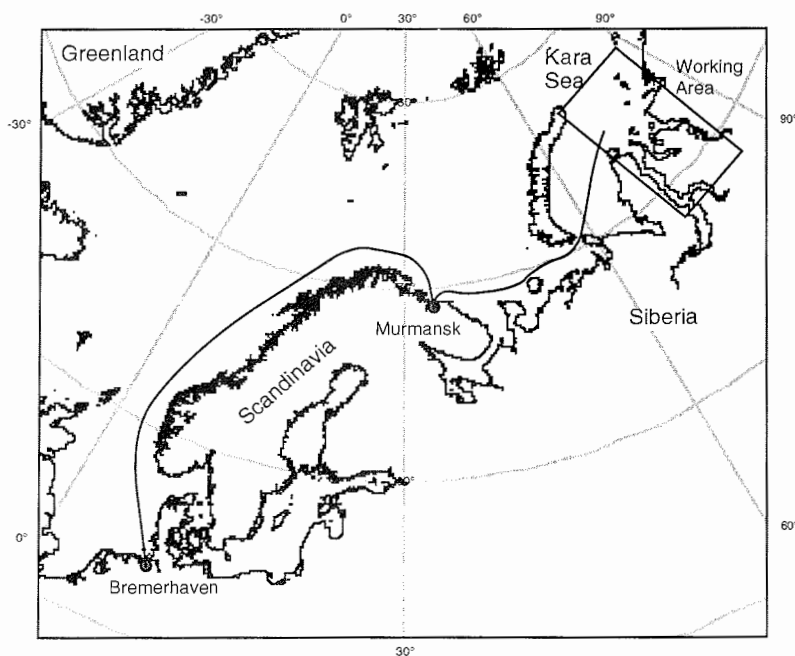 -30° 0° 30° 60° 90°
Greenland
Kara
Sea
Working
Area
-30°
90°
Siberia
Murmansk
Scandinavia
0°
60°
Bremerhaven
30°